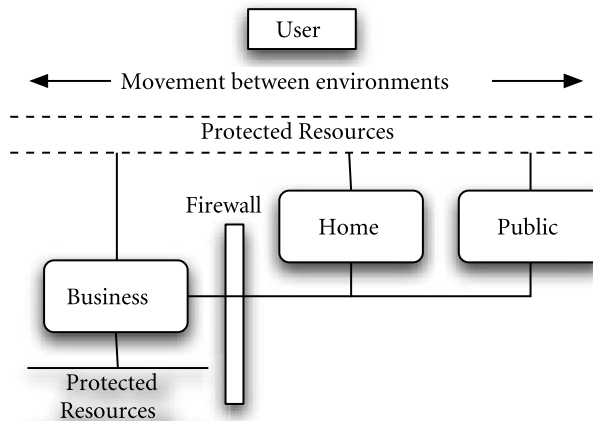 User
Movement between environments
Protected Resources
Firewall
Home
Public
Business
Protected
Resources